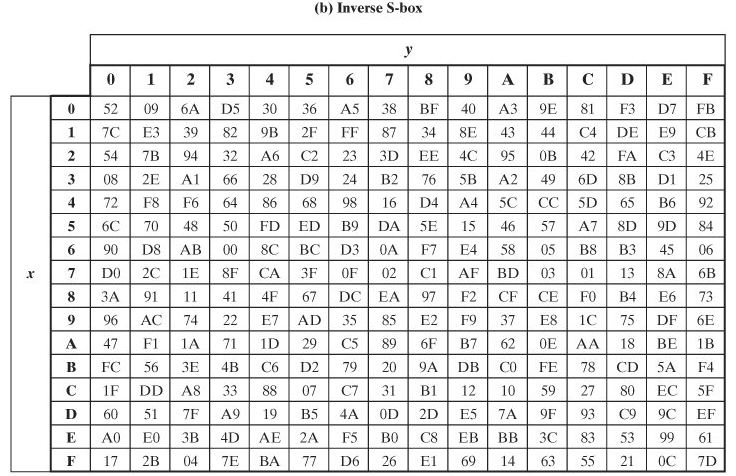 (b) Inverse S-box
y
0 1 2 3 4 5 6 7 8 9 A B C D E F
0 52 09 6A D5 30 36 A5 38 BF 40 A3 9E 81 F3 D7 FB
1 7C E3 39 82 9B 2F FF 87 34 8E 43 44 C4 DE E9 CB
2 54 7B 94 32 A6 C2 23 3D EE 4C 95 0B 42 FA C3 4E
3 08 2E A1 66 28 D9 24 B2 76 5B A2 49 6D 8B D1 25
4 72 F8 F6 64 86 68 98 16 D4 A4 5C CC 5D 65 B6 92
5 6C 70 48 50 FD ED B9 DA 5E 15 46 57 A7 8D 9D 84
6 90 D8 AB 00 8C BC D3 0A F7 E4 58 05 B8 B3 45 06
x 7 D0 2C 1E 8F CA 3F 0F 02 C1 AF BD 03 01 13 8A 6B
8 3A 91 11 41 4F 67 DC EA 97 F2 CF CE F0 B4 E6 73
9 96 AC 74 22 E7 AD 35 85 E2 F9 37 E8 1C 75 DF 6E
A 47 F1 1A 71 1D 29 C5 89 6F B7 62 0E AA 18 BE 1B
B FC 56 3E 4B C6 D2 79 20 9A DB C0 FE 78 CD 5A F4
C 1F DD A8 33 88 07 C7 31 B1 12 10 59 27 80 EC 5F
D 60 51 7F A9 19 B5 4A 0D 2D E5 7A 9F 93 C9 9C EF
E A0 E0 3B 4D AE 2A F5 B0 C8 EB BB 3C 83 53 99 61
F 17 2B 04 7E BA 77 D6 26 E1 69 14 63 55 21 0C 7D